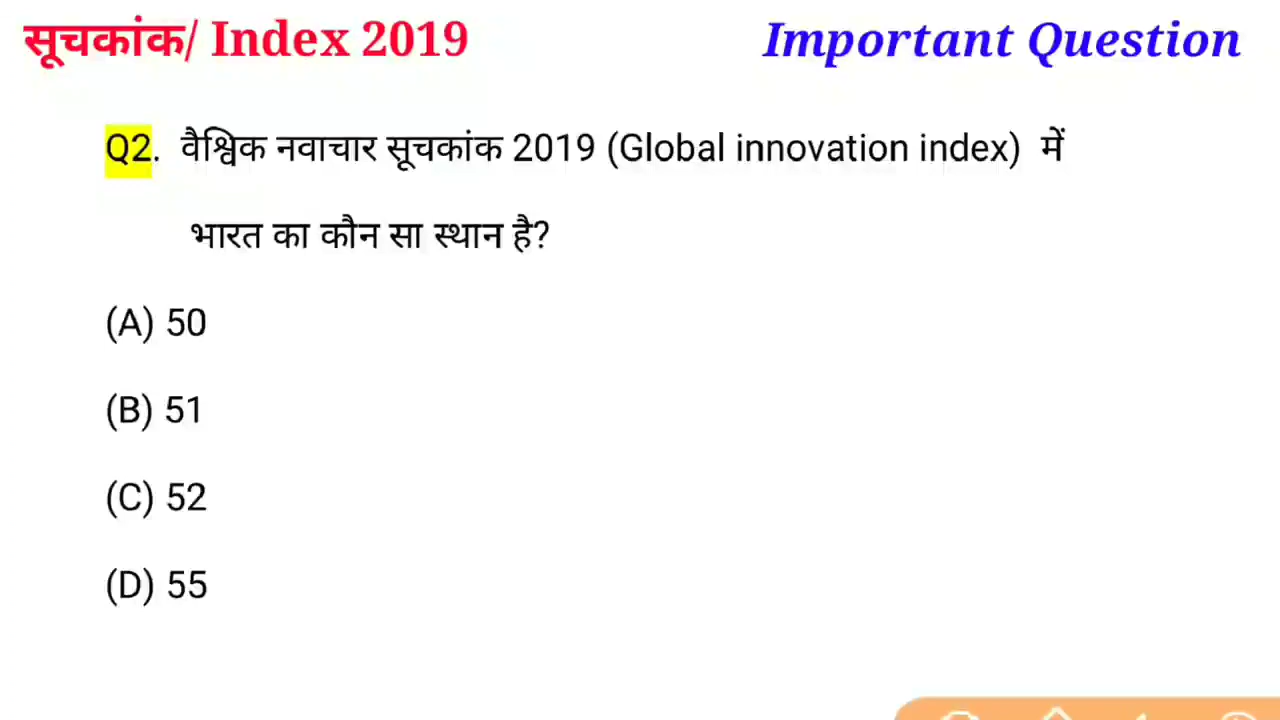 सूचकांक/ Index 2019
Important Question
Q2. वैश्विक नवाचार सूचकांक 2019 (Global innovation index) में
भारत का कौन सा स्थान है?
(A) 50
(B) 51
(C) 52
(D) 55